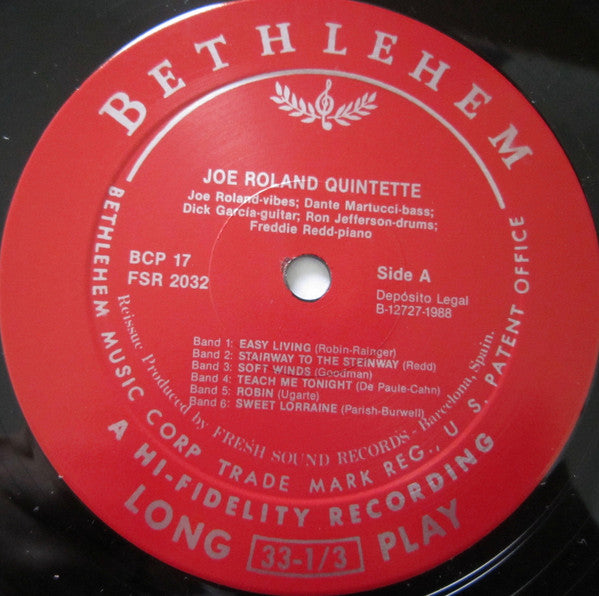 BETHLEHEM
JOE ROLAND QUINTETTE
Joe Roland-vibes; Dante Martucci-bass;
Dick Garcia-guitar; Ron Jefferson-drums;
Freddie Redd-piano
BCP 17
FSR 2032
Side A
Depósito Legal
B-12727-1988
Band 1: EASY LIVING (Robin-Rainger)
Band 2: STAIRWAY TO THE STEINWAY (Redd)
Band 3: SOFT WINDS (Goodman)
Band 4: TEACH ME TONIGHT (De Paule-Cahn)
Band 5: ROBIN (Ugarte)
Band 6: SWEET LORRAINE (Parish-Burwell)
Reissue Produced by FRESH SOUND RECORDS - Barcelona, Spain.
BETHLEHEM MUSIC CORP. TRADE MARK REG., U. S. PATENT OFFICE
A HI-FIDELITY RECORDING
LONG 33-1/3 PLAY